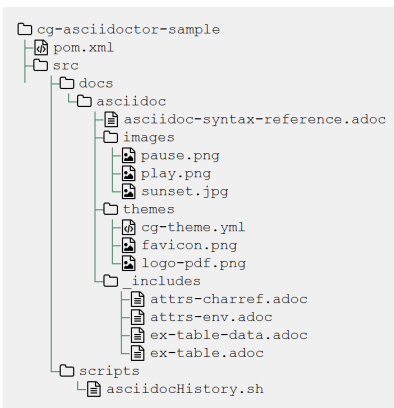 cg-asciidoctor-sample
pom.xml
src
docs
asciidoc
asciidoc-syntax-reference.adoc
images
pause.png
play.png
sunset.jpg
themes
cg-theme.yml
favicon.png
logo-pdf.png
_includes
attrs-charref.adoc
attrs-env.adoc
ex-table-data.adoc
ex-table.adoc
scripts
asciidocHistory.sh